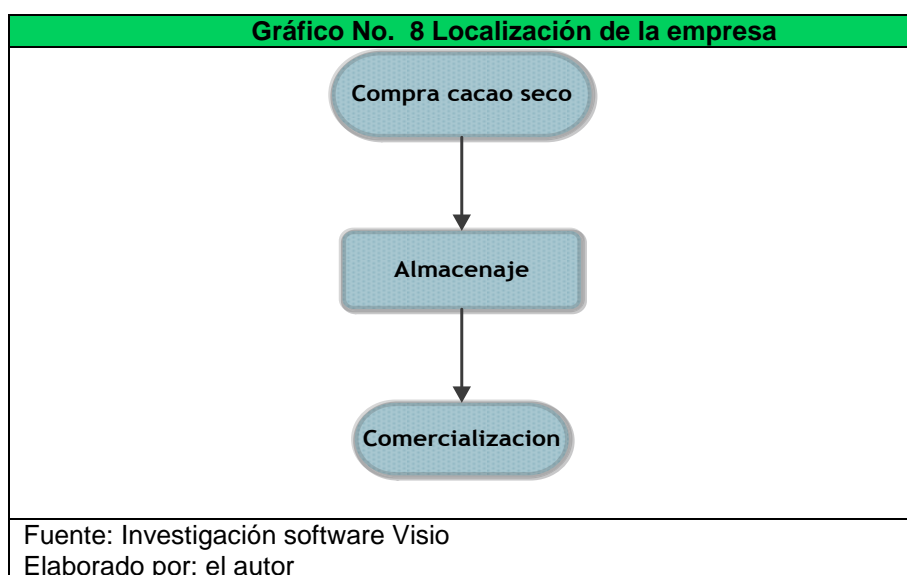 Gráfico No. 8 Localización de la empresa
Compra cacao seco
Almacenaje
Comercializacion
Fuente: Investigación software Visio
Elaborado por: el autor